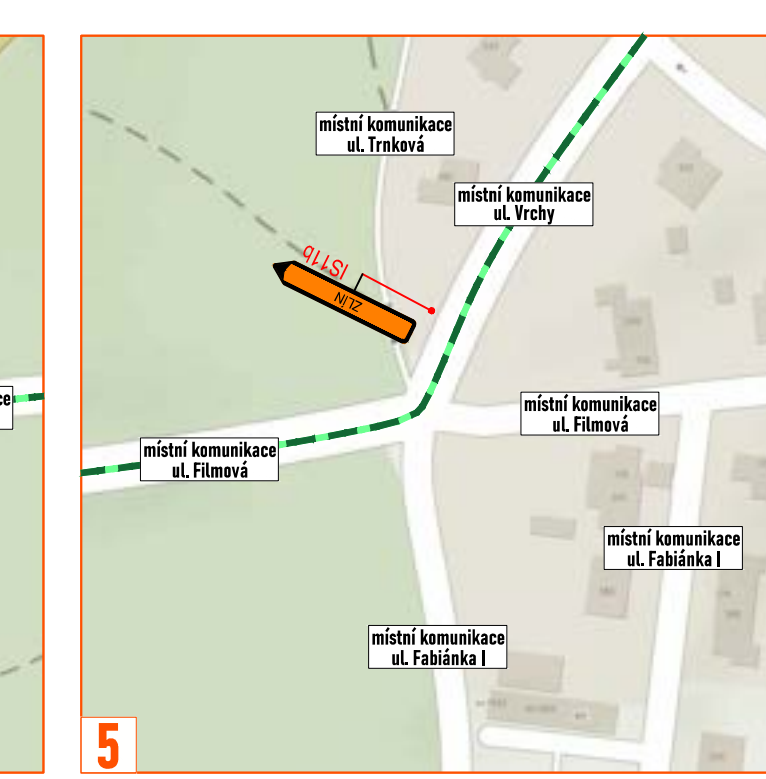 místní komunikace
ul. Trnková
místní komunikace
ul. Vrchy
IS11b
ZLÍN
ce
místní komunikace
ul. Filmová
místní komunikace
ul. Filmová
místní komunikace
ul. Fabiánka I
místní komunikace
ul. Fabiánka I
5